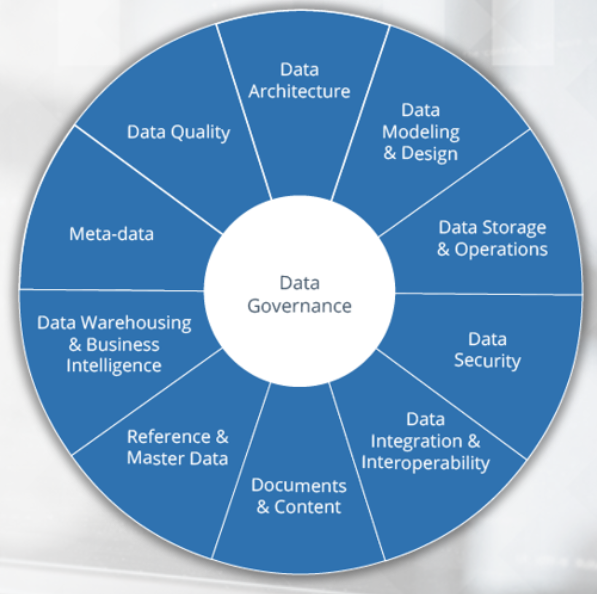 Data
Architecture
Data
Modeling
& Design
Data Storage
& Operations
Data
Security
Data
Integration &
Interoperability
Documents
& Content
Reference &
Master Data
Data Warehousing
& Business
Intelligence
Meta-data
Data Quality
Data
Governance